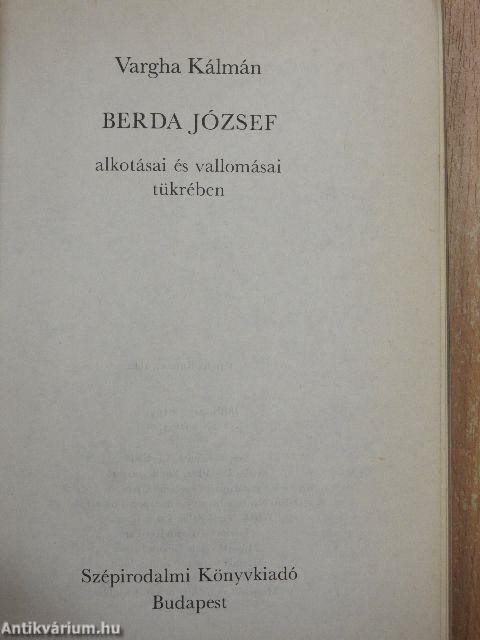 Vargha Kálmán
BERDA JÓZSEF
alkotásai és vallomásai
tükrében
Szépirodalmi Könyvkiadó
Budapest
Antikvárium.hu